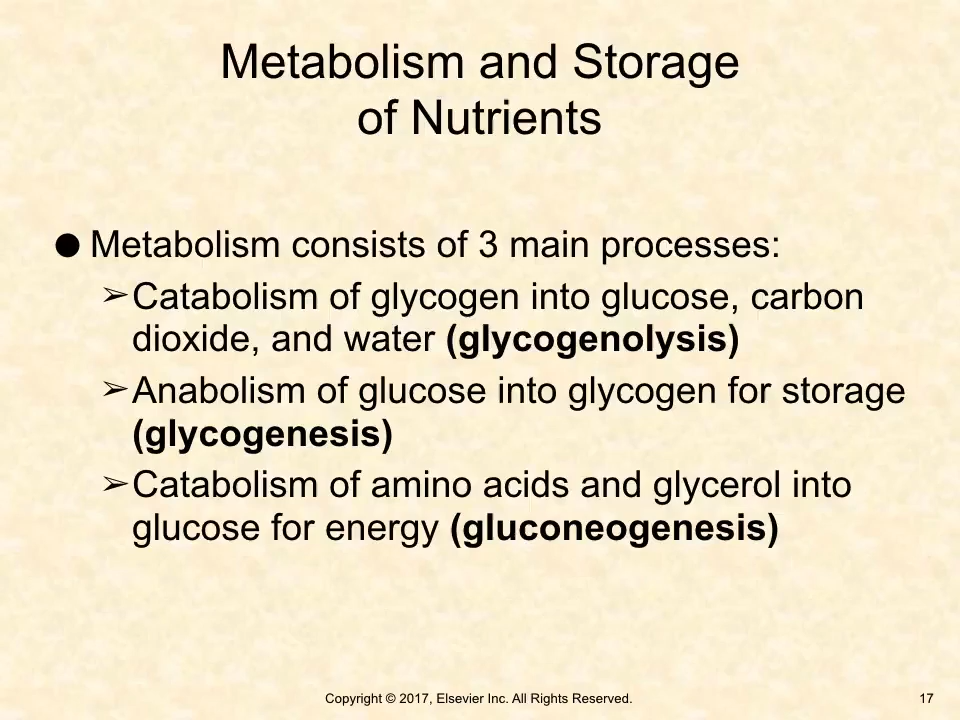 Metabolism and Storage
of Nutrients
● Metabolism consists of 3 main processes:
➢Catabolism of glycogen into glucose, carbon
dioxide, and water (glycogenolysis)
➢Anabolism of glucose into glycogen for storage
(glycogenesis)
➢Catabolism of amino acids and glycerol into
glucose for energy (gluconeogenesis)
Copyright © 2017, Elsevier Inc. All Rights Reserved.
17